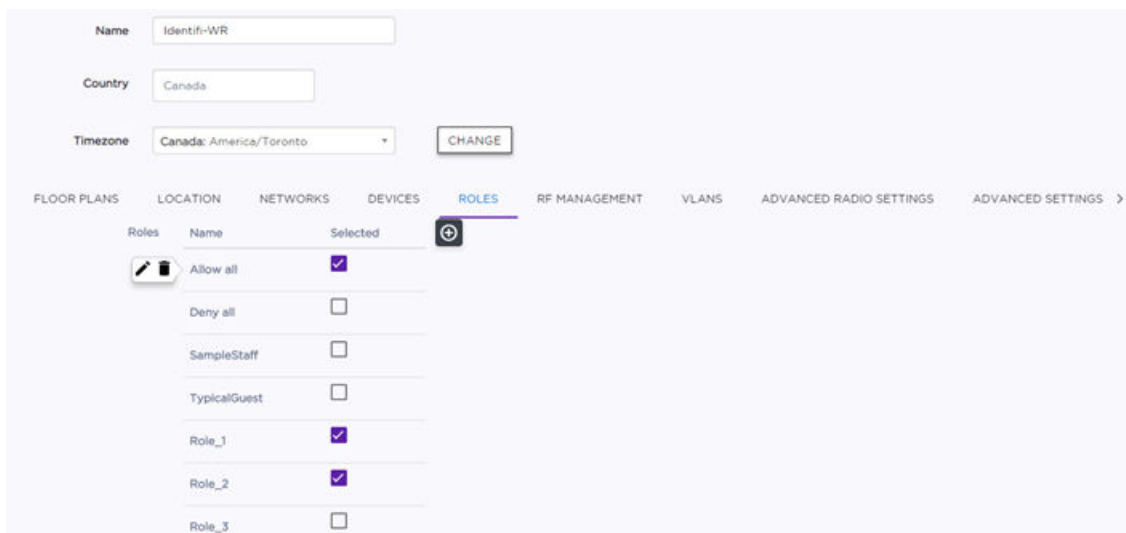 Name Identifi-WR
Country Canada
Timezone Canada: America/Toronto CHANGE
FLOOR PLANS LOCATION NETWORKS DEVICES ROLES RF MANAGEMENT VLANS ADVANCED RADIO SETTINGS ADVANCED SETTINGS
Roles Name Selected
Allow all
Deny all
SampleStaff
TypicalGuest
Role_1
Role_2
Role_3